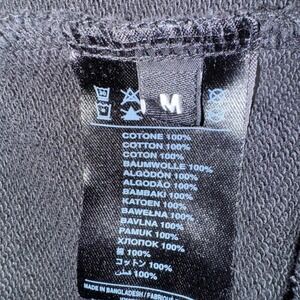 M
COTONE 100%
COTTON 100%
COTON 100%
BAUMWOLLE 100%
ALGODÓN 100%
ALGODÃO 100%
BAMBAKI 100%
KATOEN 100%
BAWEŁNA 100%
BAVLNA 100%
PAMUK 100%
ХЛОПОК 100%
棉 100%
コットン 100%
قطن 100%
MADE IN BANGLADESH / FABRIQUÉ